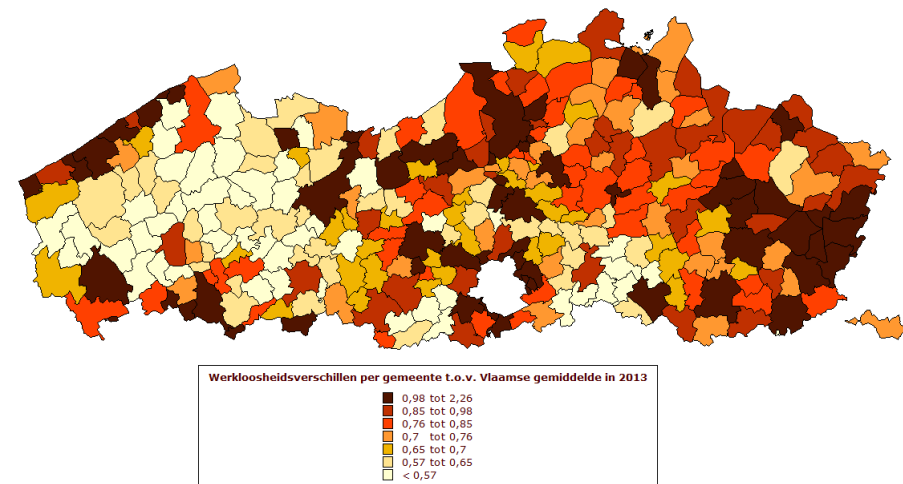 Werkloosheidsverschillen per gemeente t.o.v. Vlaamse gemiddelde in 2013
0,98 tot 2,26
0,85 tot 0,98
0,76 tot 0,85
0,7 tot 0,76
0,65 tot 0,7
0,57 tot 0,65
< 0,57